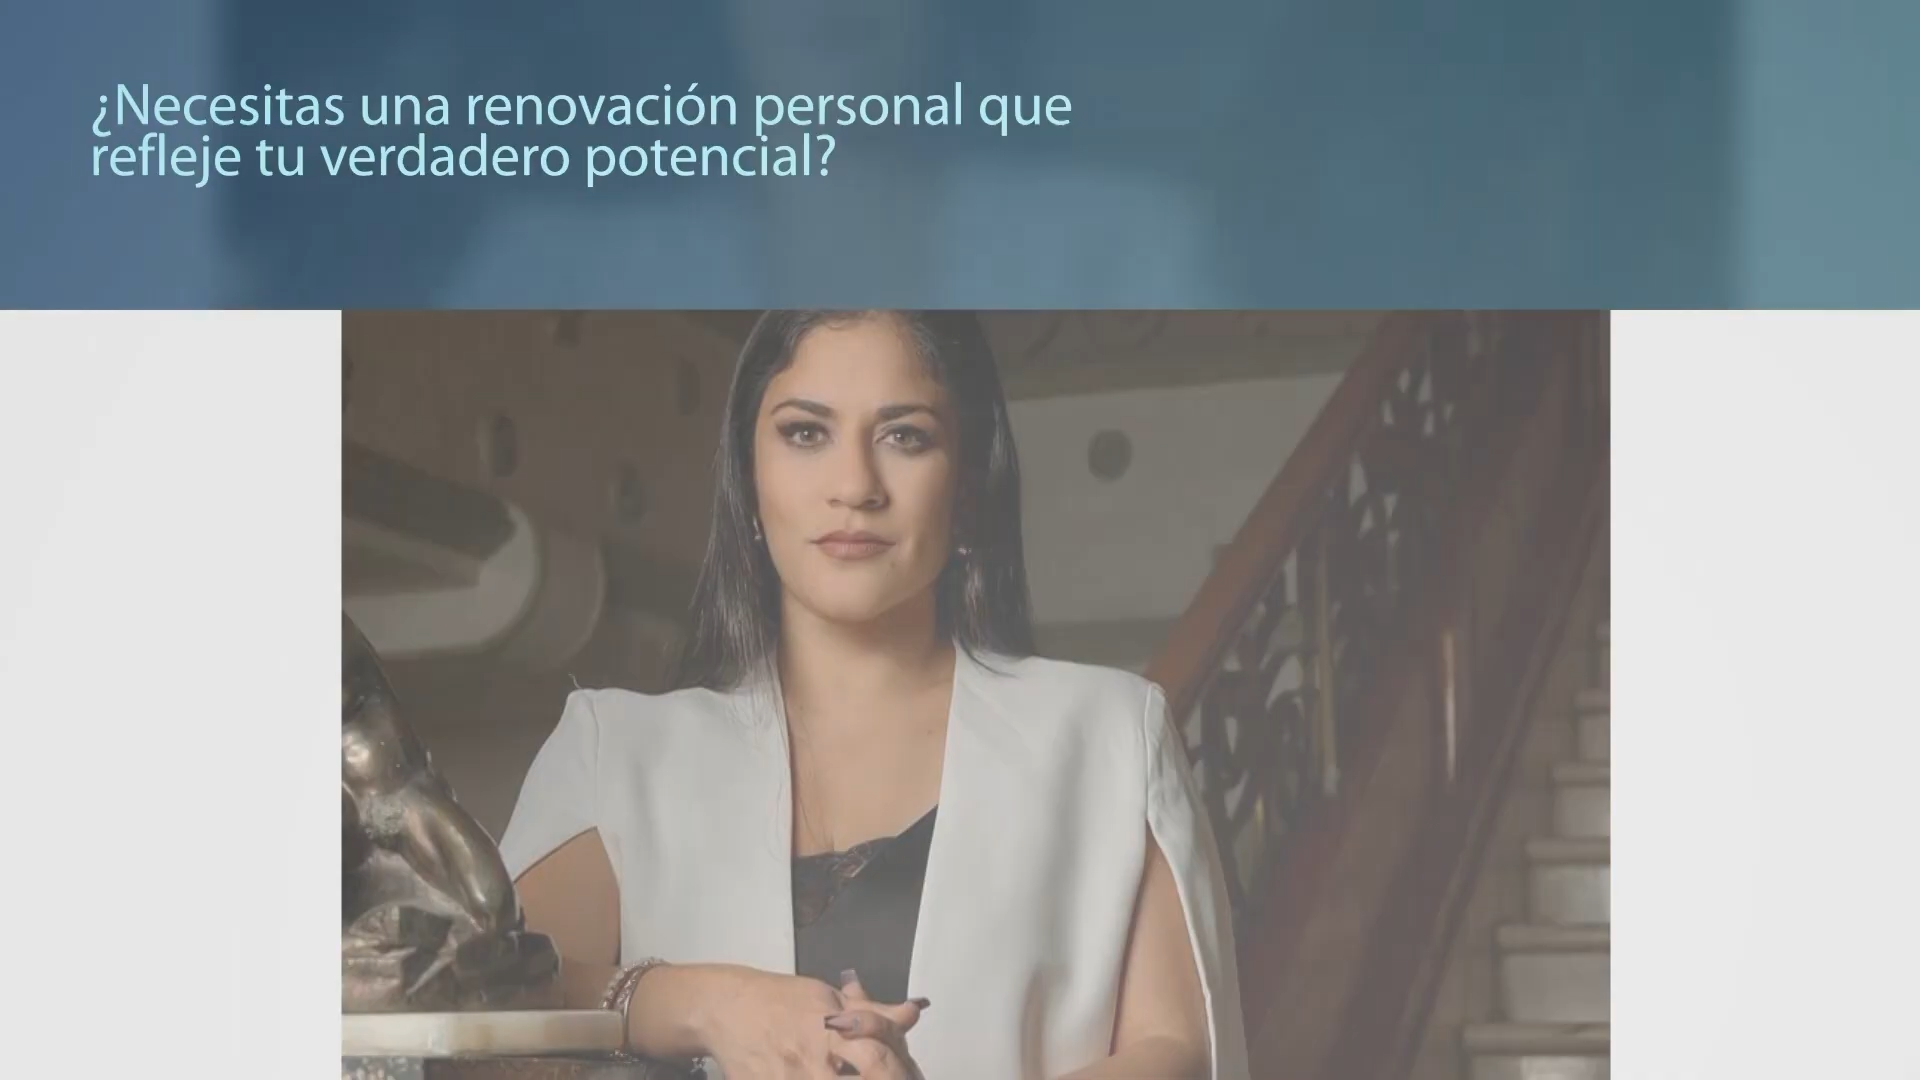 ¿Necesitas una renovación personal que
refleje tu verdadero potencial?